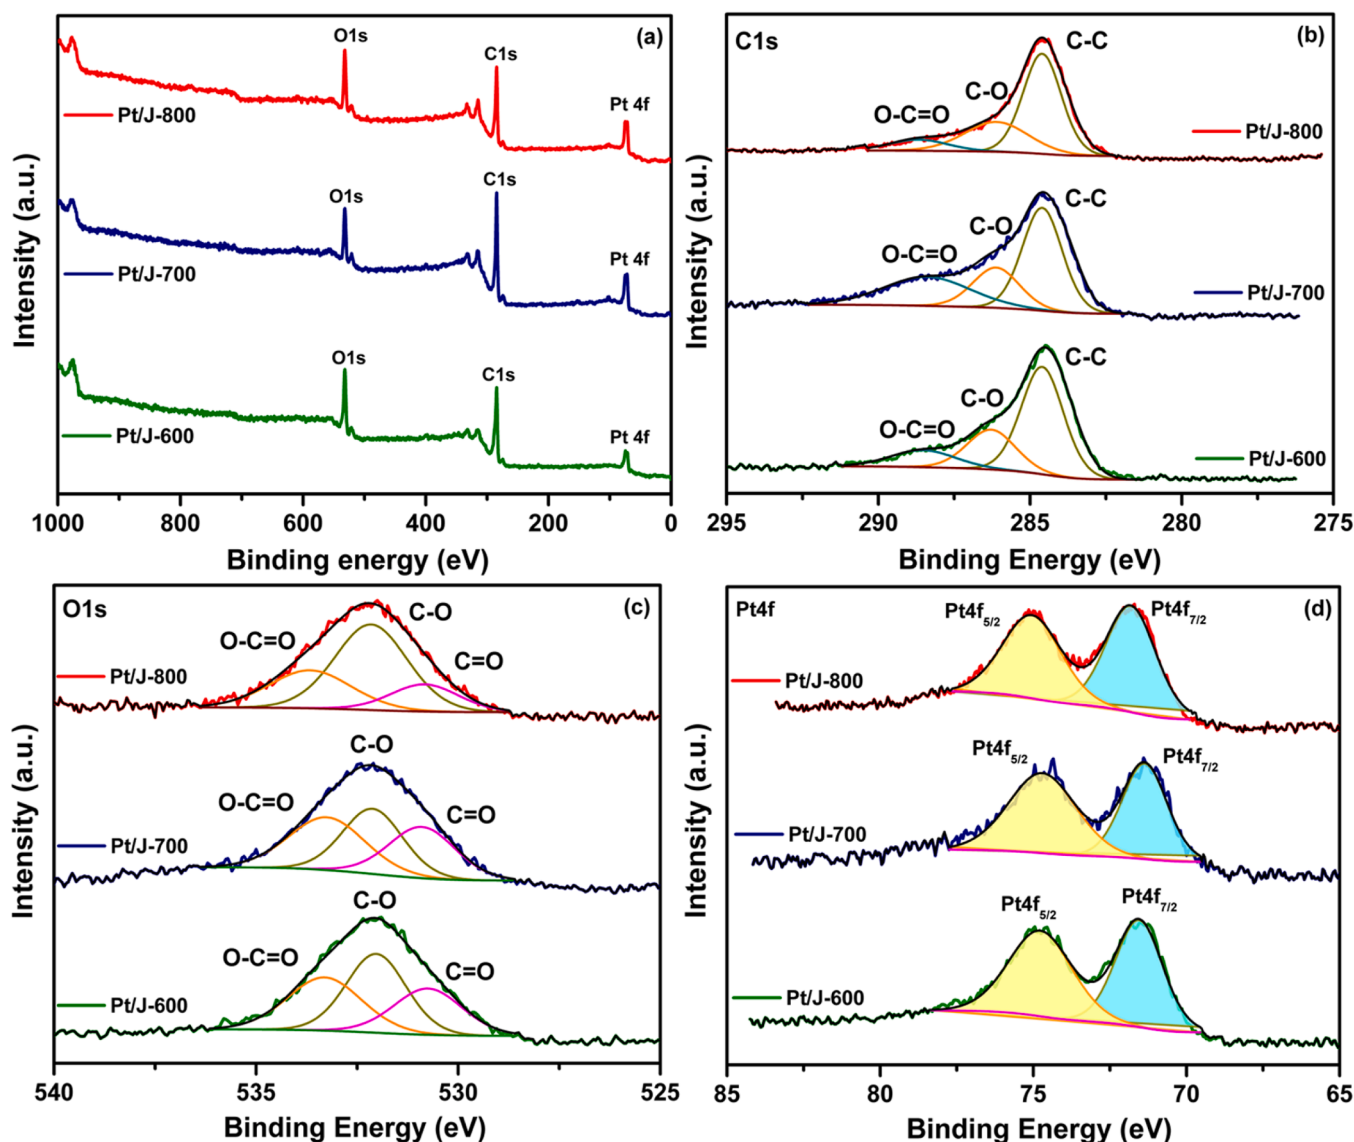 (a)
O1s
C1s
Pt 4f
Pt/J-800
O1s
C1s
Pt 4f
Pt/J-700
O1s
C1s
Pt 4f
Pt/J-600
Intensity (a.u.)
1000 800 600 400 200 0
Binding energy (eV)
C1s (b)
C-C
C-O
O-C=O
Pt/J-800
C-C
C-O
O-C=O
Pt/J-700
C-C
C-O
O-C=O
Pt/J-600
Intensity (a.u.)
295 290 285 280 275
Binding Energy (eV)
O1s (c)
C-O
O-C=O
C=O
Pt/J-800
C-O
O-C=O
C=O
Pt/J-700
C-O
O-C=O
C=O
Pt/J-600
Intensity (a.u.)
540 535 530 525
Binding Energy (eV)
Pt4f (d)
Pt4f5/2 Pt4f7/2
Pt/J-800
Pt4f5/2 Pt4f7/2
Pt/J-700
Pt4f5/2 Pt4f7/2
Pt/J-600
Intensity (a.u.)
85 80 75 70 65
Binding Energy (eV)